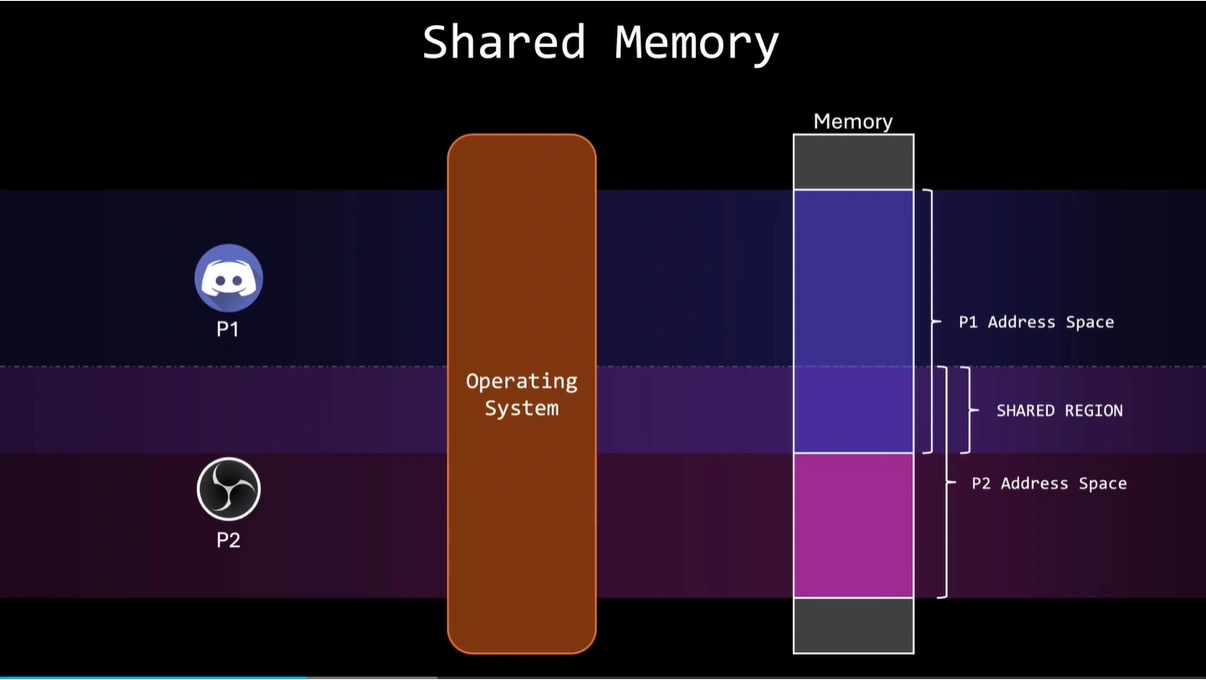 Shared Memory
Memory
P1
P1 Address Space
Operating
System
SHARED REGION
P2 Address Space
P2